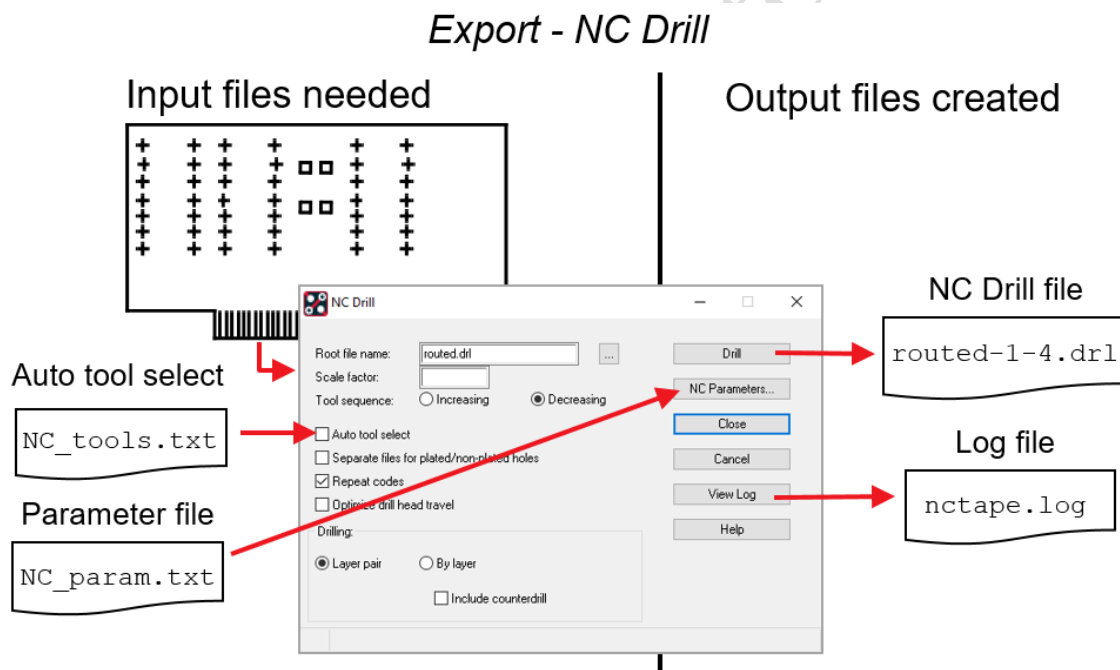 Export - NC Drill
Input files needed
Output files created
NC Drill
Root file name:
routed.drl
...
Scale factor:
Tool sequence:
Increasing
Decreasing
Auto tool select
Separate files for plated/non-plated holes
Repeat codes
Optimize drill head travel
Drilling:
Layer pair
By layer
Include counterdrill
Drill
NC Parameters...
Close
Cancel
View Log
Help
Auto tool select
NC_tools.txt
Parameter file
NC_param.txt
NC Drill file
routed-1-4.drl
Log file
nctape.log